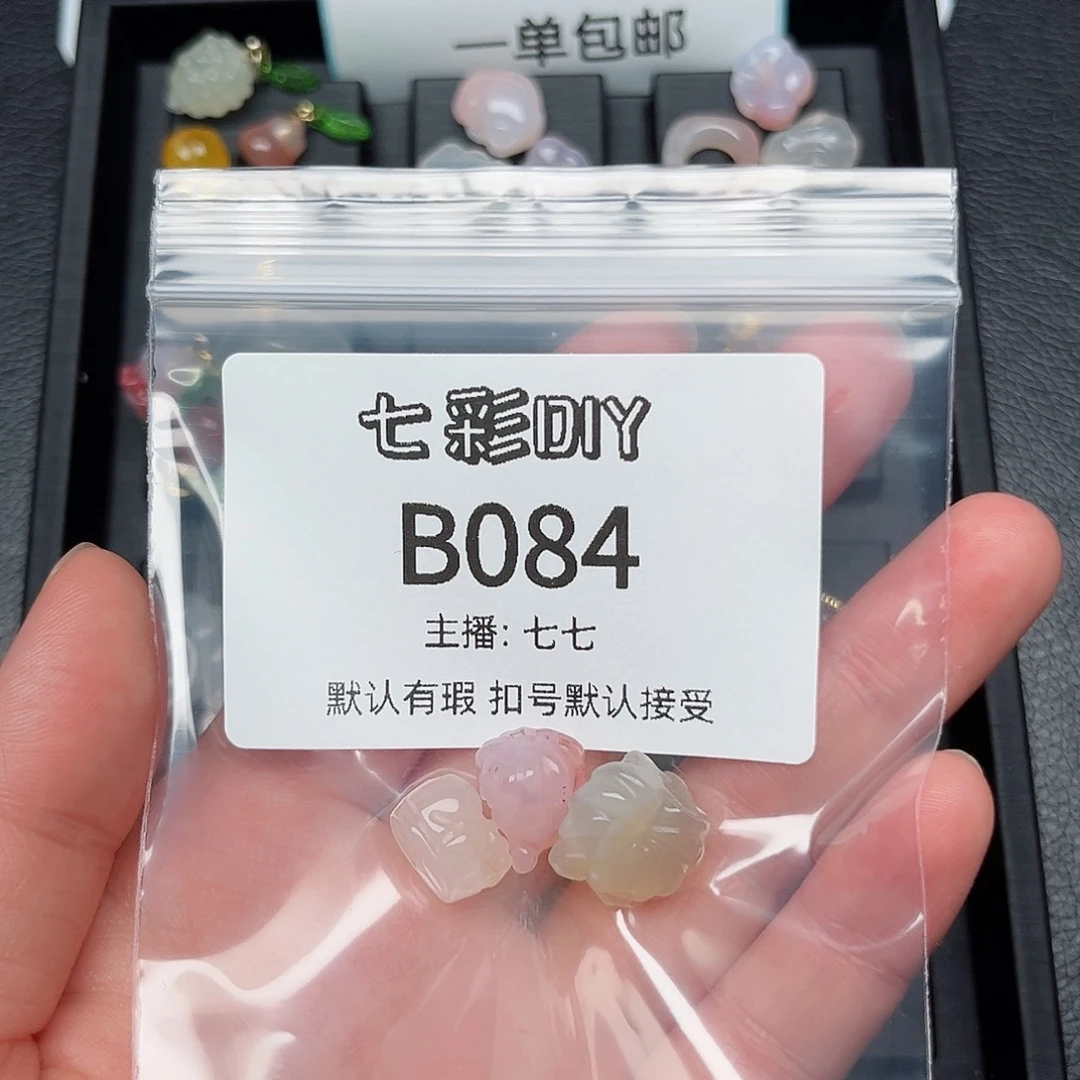 一单包邮
七彩DIY
B084
主播: 七七
默认有瑕 扣号默认接受